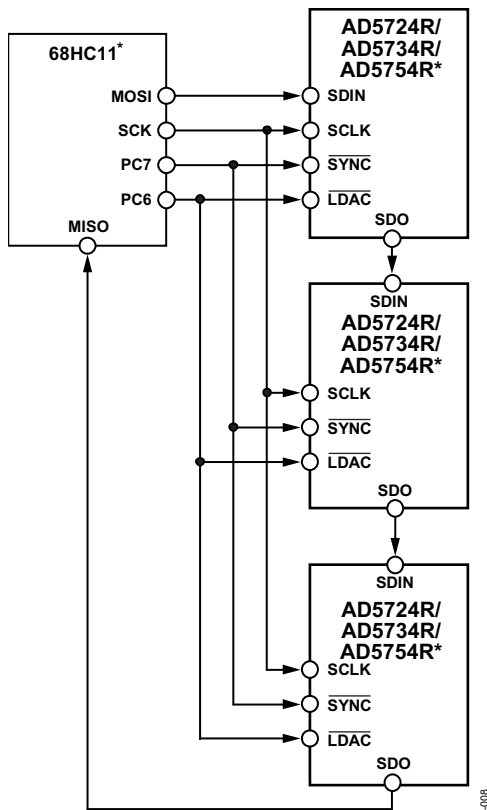 68HC11*
MOSI
SCK
PC7
PC6
MISO
AD5724R/
AD5734R/
AD5754R*
SDIN
SCLK
SYNC
LDAC
SDO
SDIN
AD5724R/
AD5734R/
AD5754R*
SCLK
SYNC
LDAC
SDO
SDIN
AD5724R/
AD5734R/
AD5754R*
SCLK
SYNC
LDAC
SDO
-008